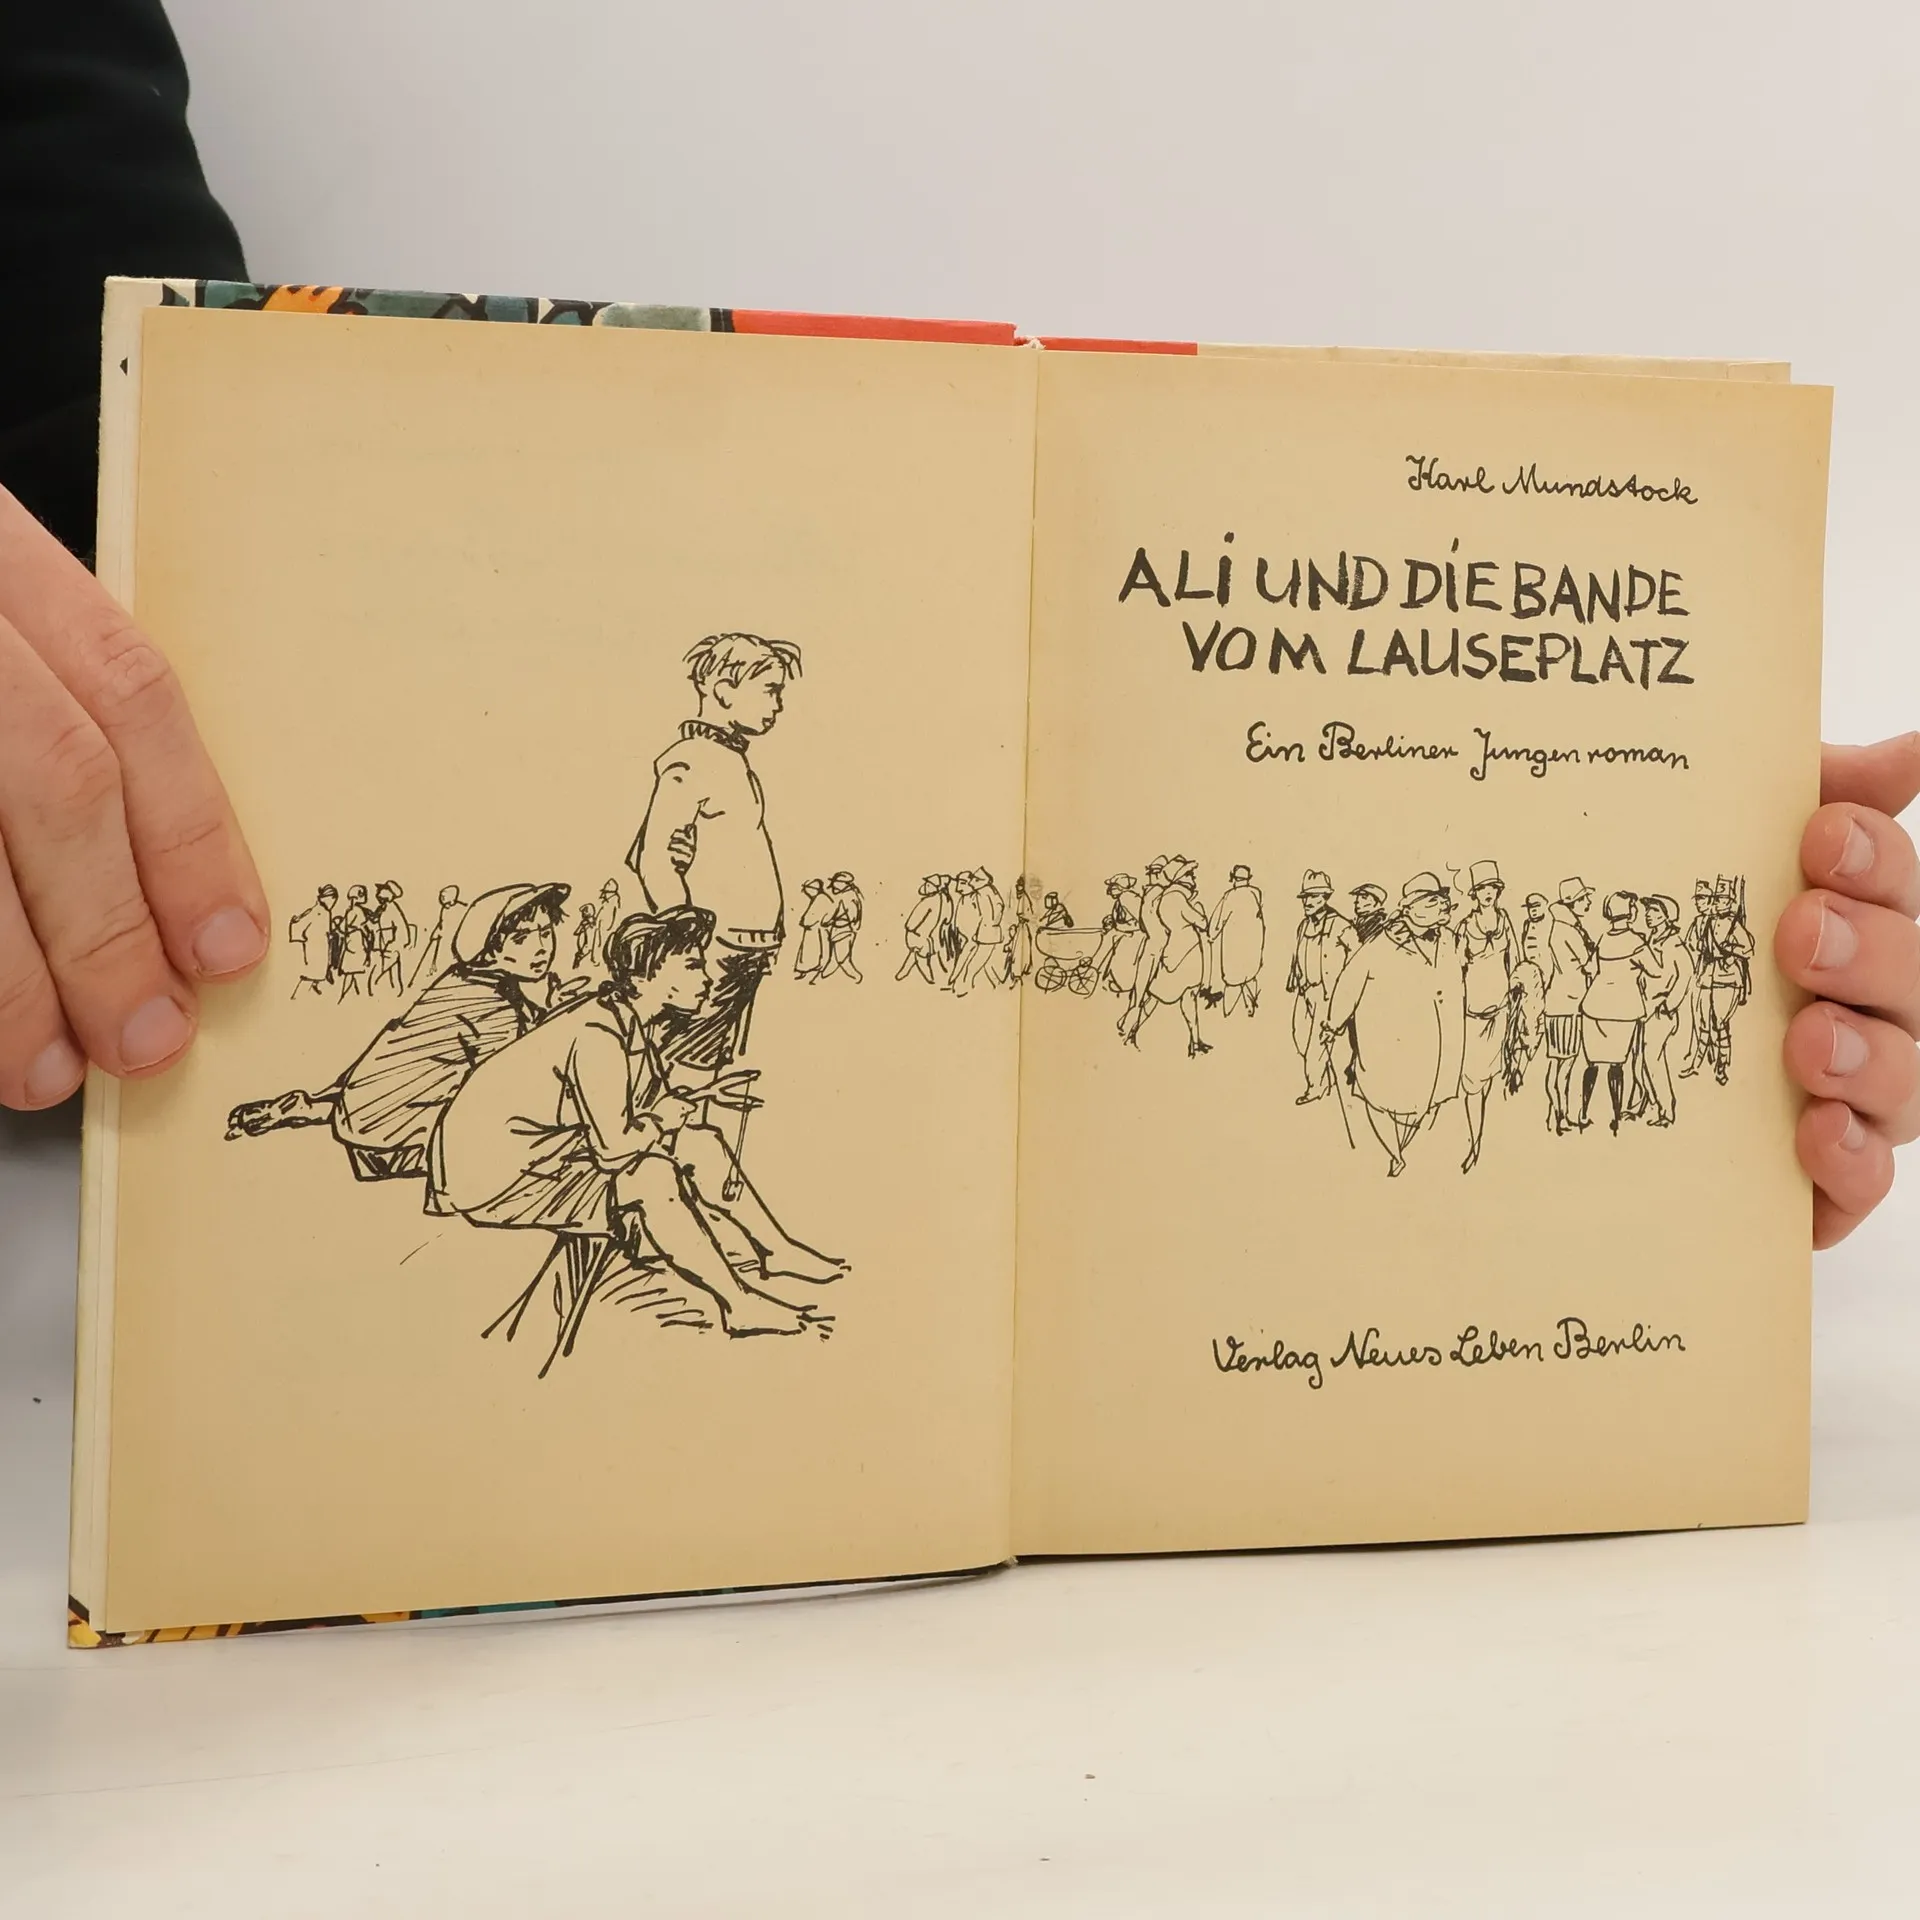 Karl Mundstock
ALI UND DIE BANDE
VOM LAUSEPLATZ
Ein Berliner Jungenroman
Verlag Neues Leben Berlin